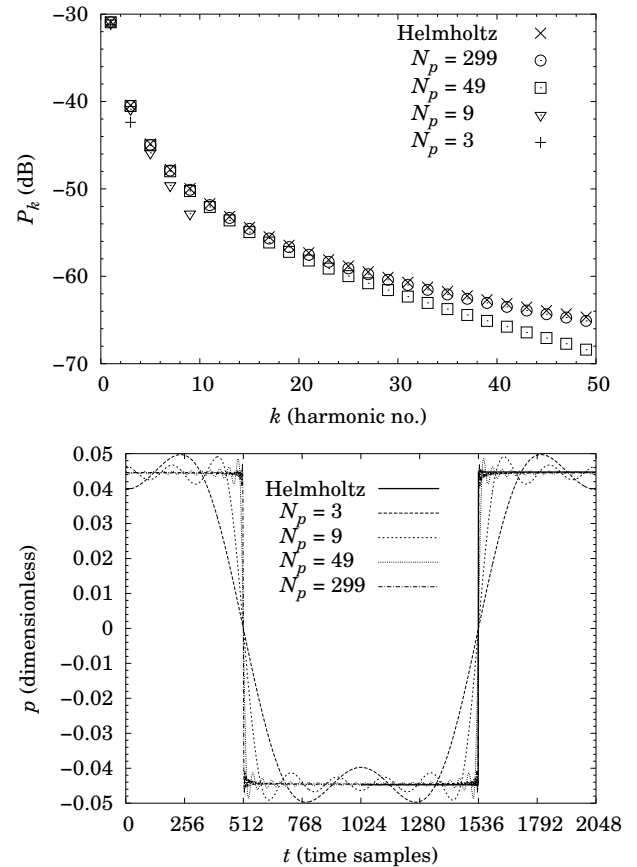 −30
−40
−50
−60
−70
P_k (dB)
Helmholtz
N_p = 299
N_p = 49
N_p = 9
N_p = 3
0 10 20 30 40 50
k (harmonic no.)
0.05
0.04
0.03
0.02
0.01
0
−0.01
−0.02
−0.03
−0.04
−0.05
p (dimensionless)
Helmholtz
N_p = 3
N_p = 9
N_p = 49
N_p = 299
0 256 512 768 1024 1280 1536 1792 2048
t (time samples)